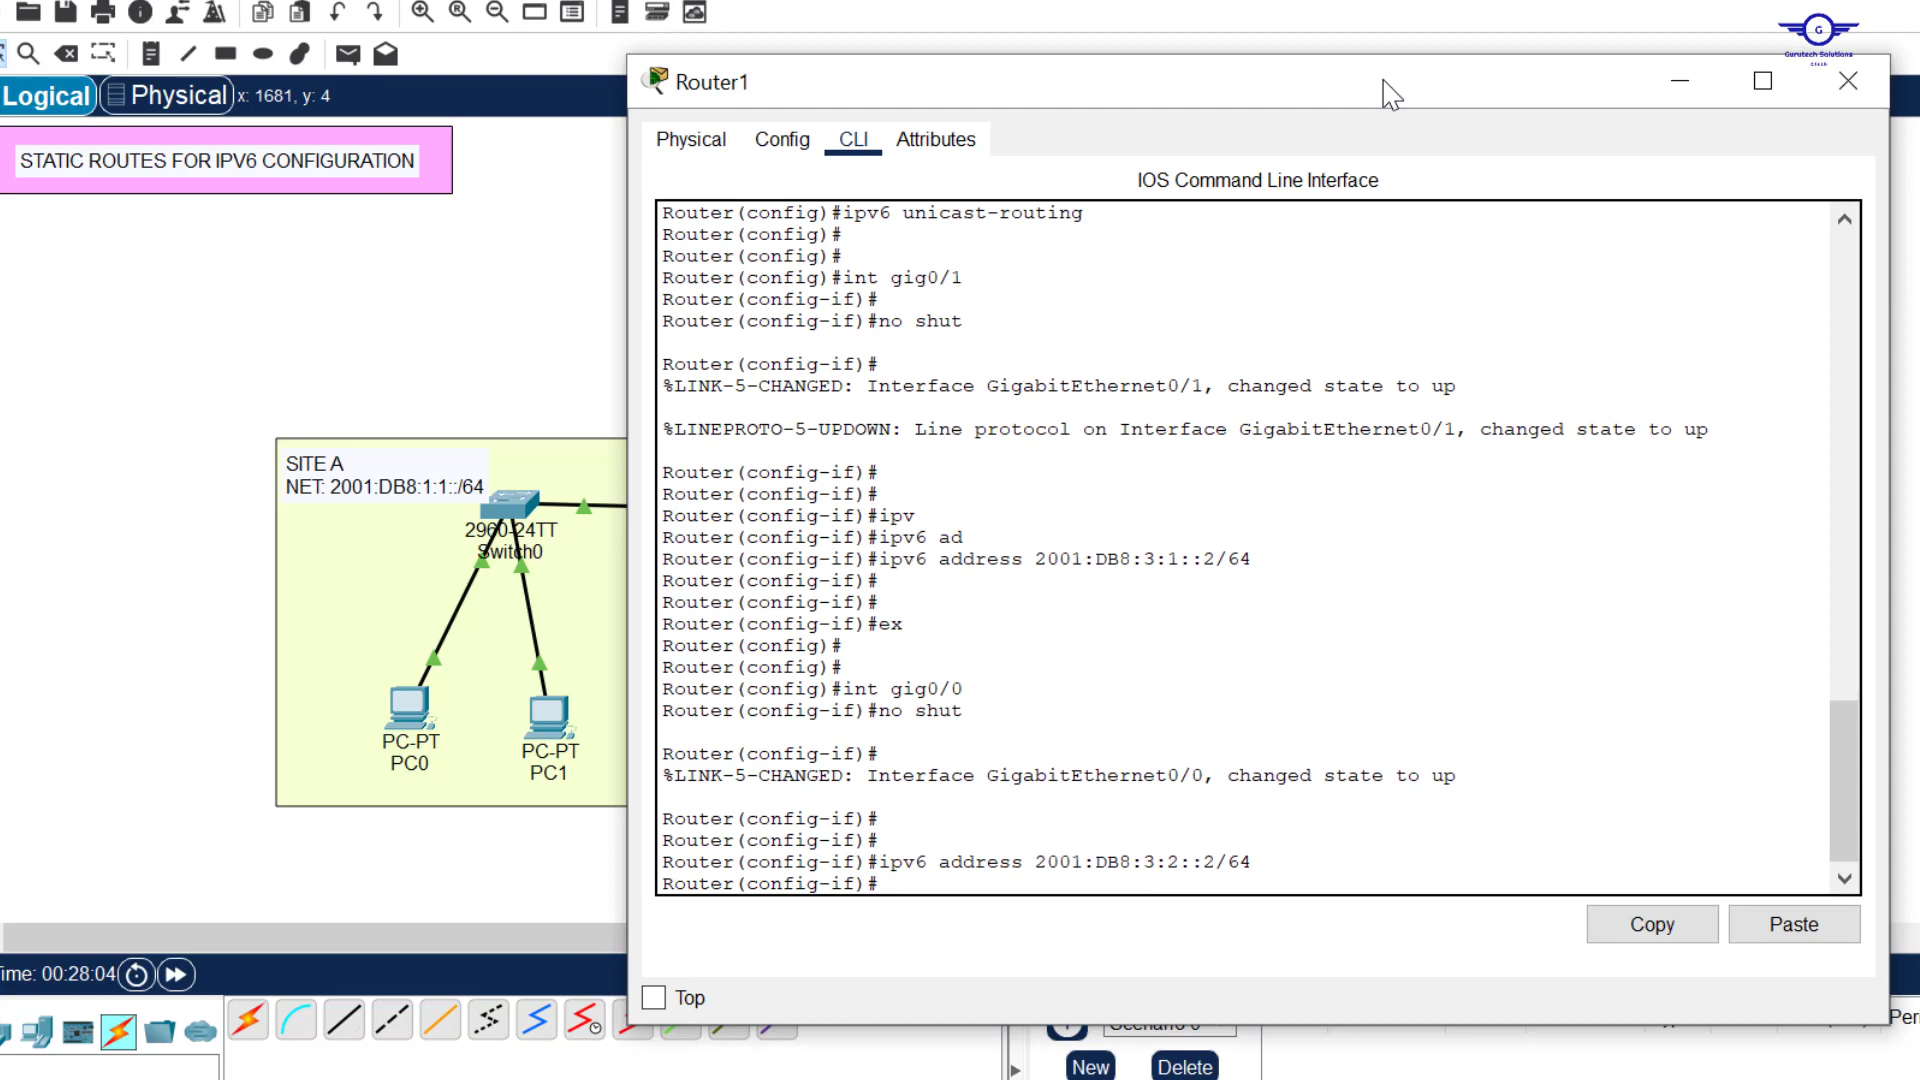 G
Gurutech Solutions
Router1
Logical
Physical
x: 1681, y: 4
Physical
Config
CLI
Attributes
STATIC ROUTES FOR IPV6 CONFIGURATION
IOS Command Line Interface
Router(config)#ipv6 unicast-routing
Router(config)#
Router(config)#
Router(config)#int gig0/1
Router(config-if)#
Router(config-if)#no shut
Router(config-if)#
%LINK-5-CHANGED: Interface GigabitEthernet0/1, changed state to up
%LINEPROTO-5-UPDOWN: Line protocol on Interface GigabitEthernet0/1, changed state to up
Router(config-if)#
Router(config-if)#
Router(config-if)#ipv
Router(config-if)#ipv6 ad
Router(config-if)#ipv6 address 2001:DB8:3:1::2/64
Router(config-if)#
Router(config-if)#
Router(config-if)#ex
Router(config)#
Router(config)#
Router(config)#int gig0/0
Router(config-if)#no shut
Router(config-if)#
%LINK-5-CHANGED: Interface GigabitEthernet0/0, changed state to up
Router(config-if)#
Router(config-if)#
Router(config-if)#ipv6 address 2001:DB8:3:2::2/64
Router(config-if)#
SITE A
NET: 2001:DB8:1:1::/64
2960-24TT
Switch0
PC-PT
PC0
PC-PT
PC1
Copy
Paste
Top
ime: 00:28:04
New
Delete